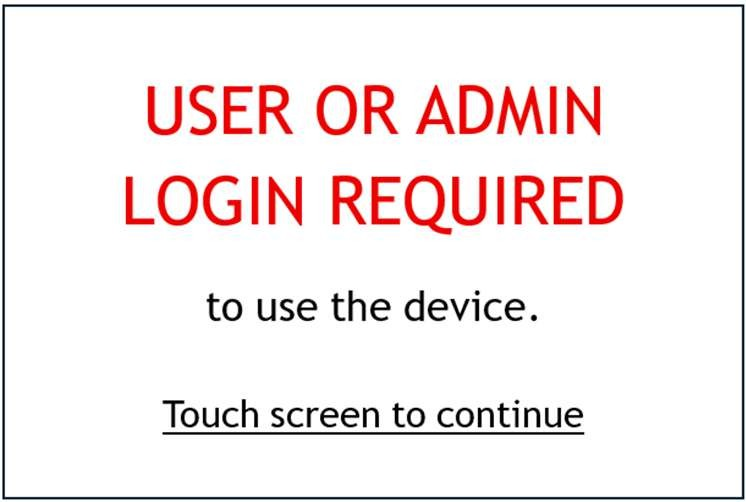 USER OR ADMIN
LOGIN REQUIRED
to use the device.
Touch screen to continue